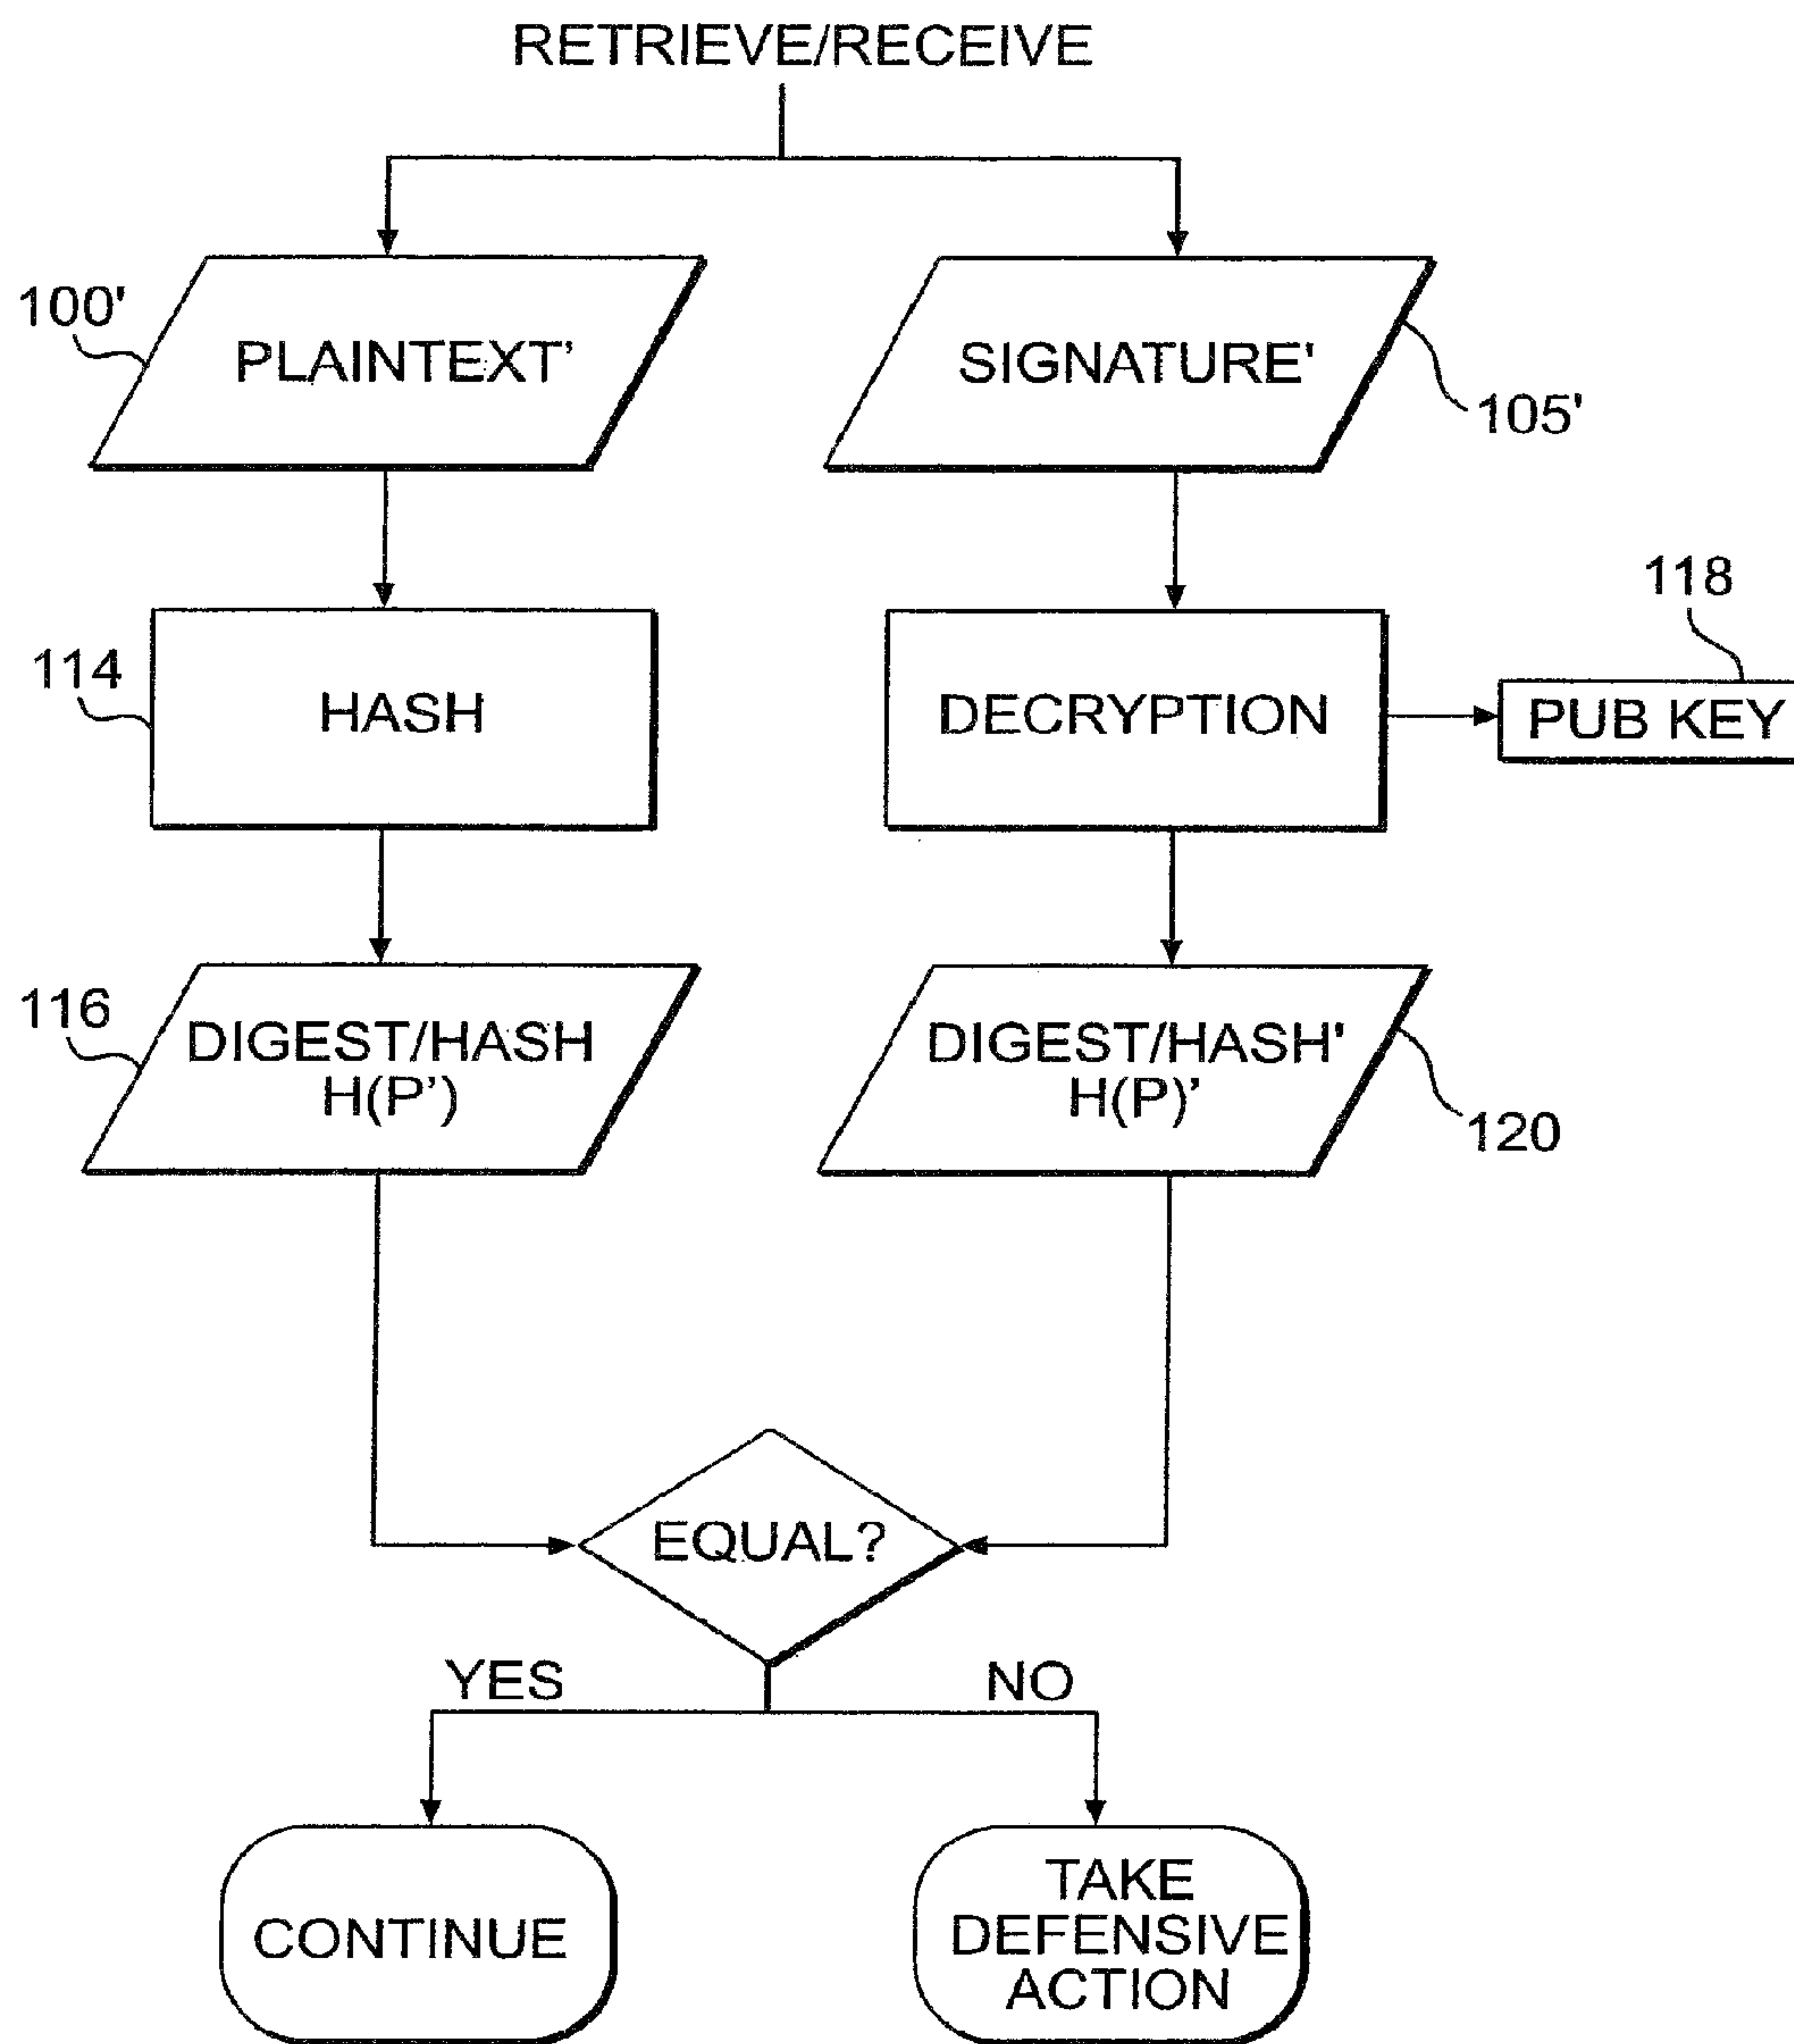 RETRIEVE/RECEIVE
100'
PLAINTEXT’
SIGNATURE'
105'
114
HASH
DECRYPTION
118
PUB KEY
116
DIGEST/HASH
H(P’)
DIGEST/HASH'
H(P)’
120
EQUAL?
YES
NO
CONTINUE
TAKE
DEFENSIVE
ACTION